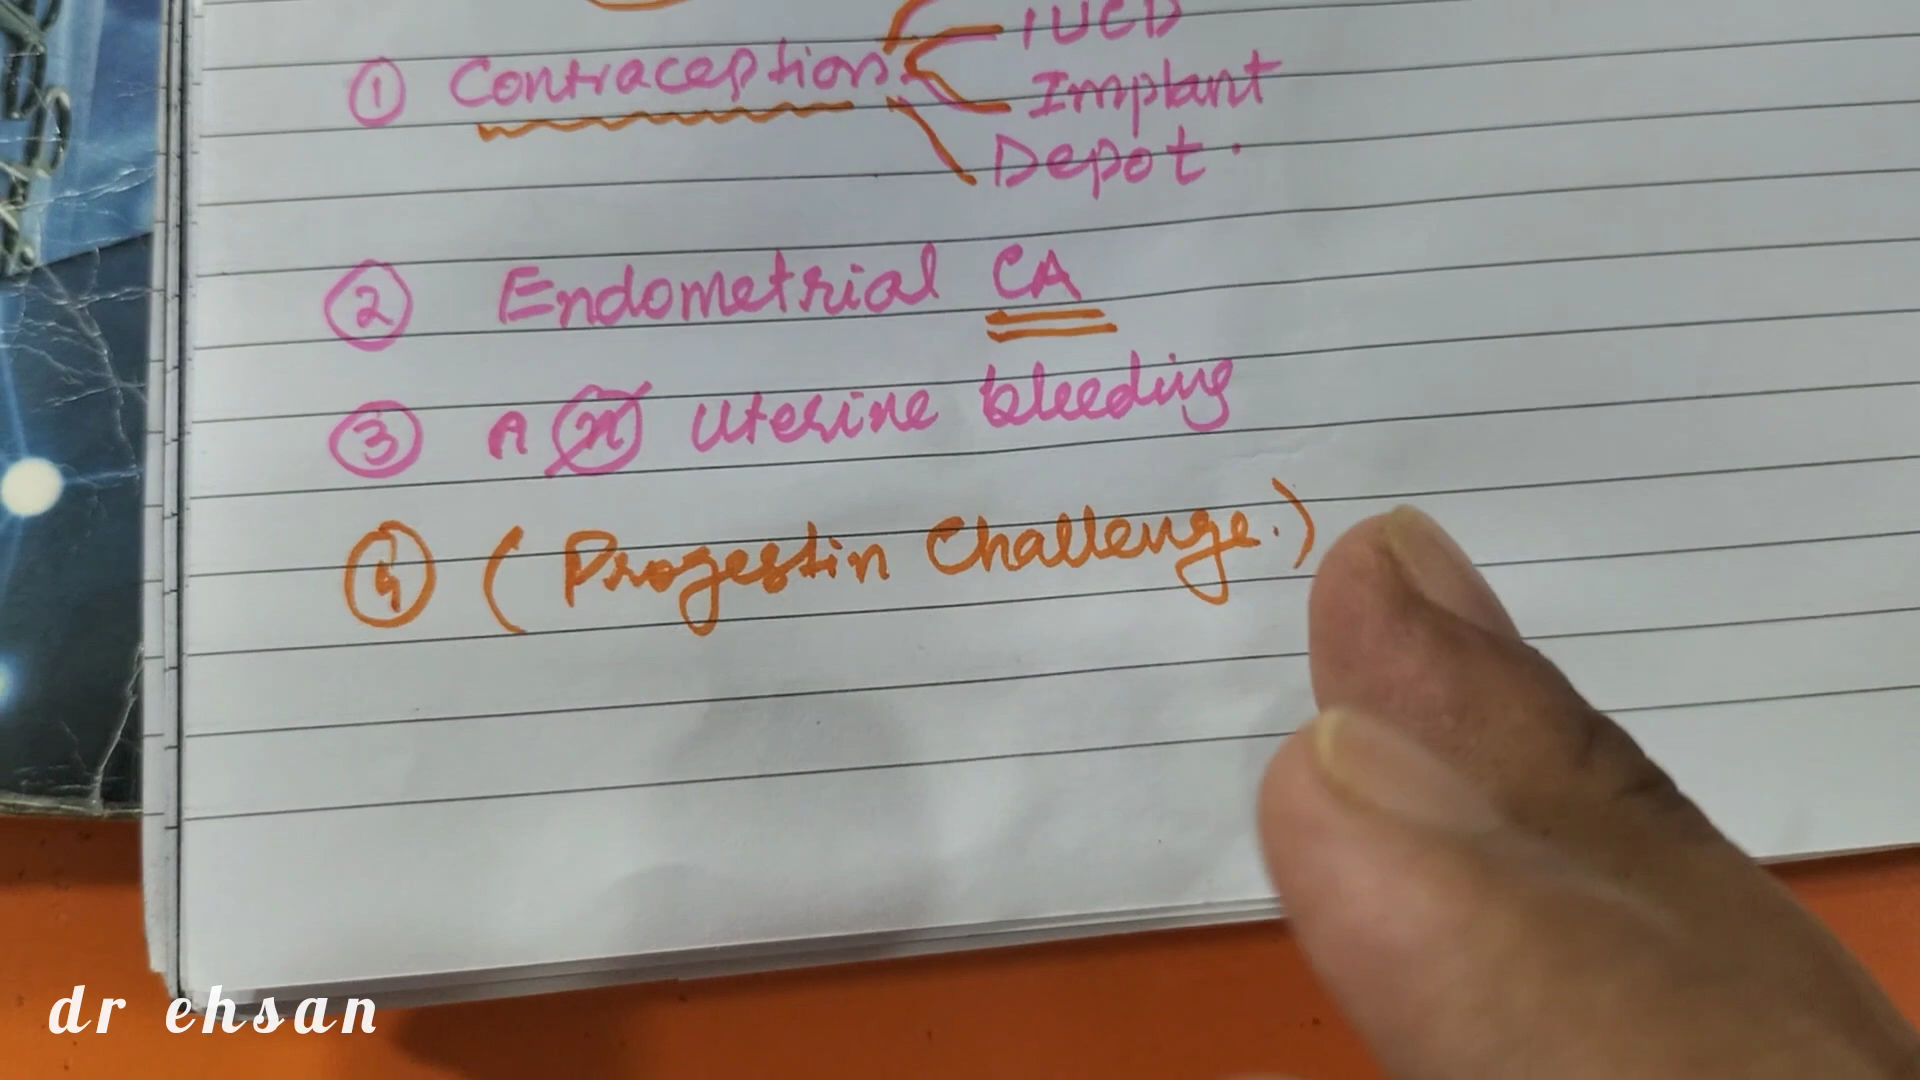 IUCD
① Contraception
Implant
Depot.
② Endometrial CA
③ A n Uterine bleeding
④ (Progestin Challenge.)
dr ehsan